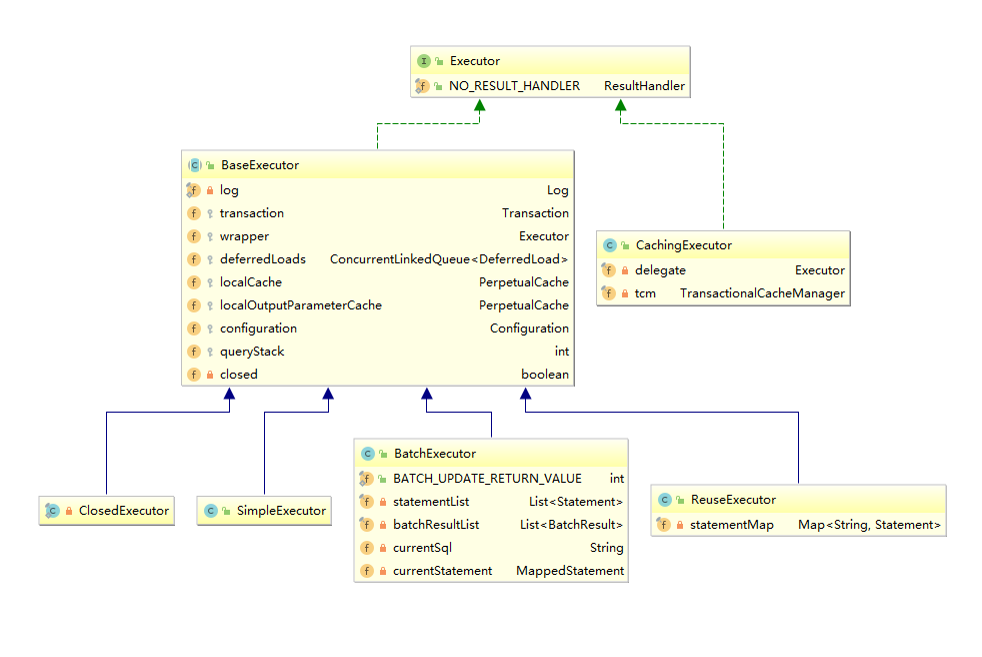 Executor
NO_RESULT_HANDLER ResultHandler
BaseExecutor
log Log
transaction Transaction
wrapper Executor
deferredLoads ConcurrentLinkedQueue<DeferredLoad>
localCache PerpetualCache
localOutputParameterCache PerpetualCache
configuration Configuration
queryStack int
closed boolean
CachingExecutor
delegate Executor
tcm TransactionalCacheManager
ClosedExecutor
SimpleExecutor
BatchExecutor
BATCH_UPDATE_RETURN_VALUE int
statementList List<Statement>
batchResultList List<BatchResult>
currentSql String
currentStatement MappedStatement
ReuseExecutor
statementMap Map<String, Statement>